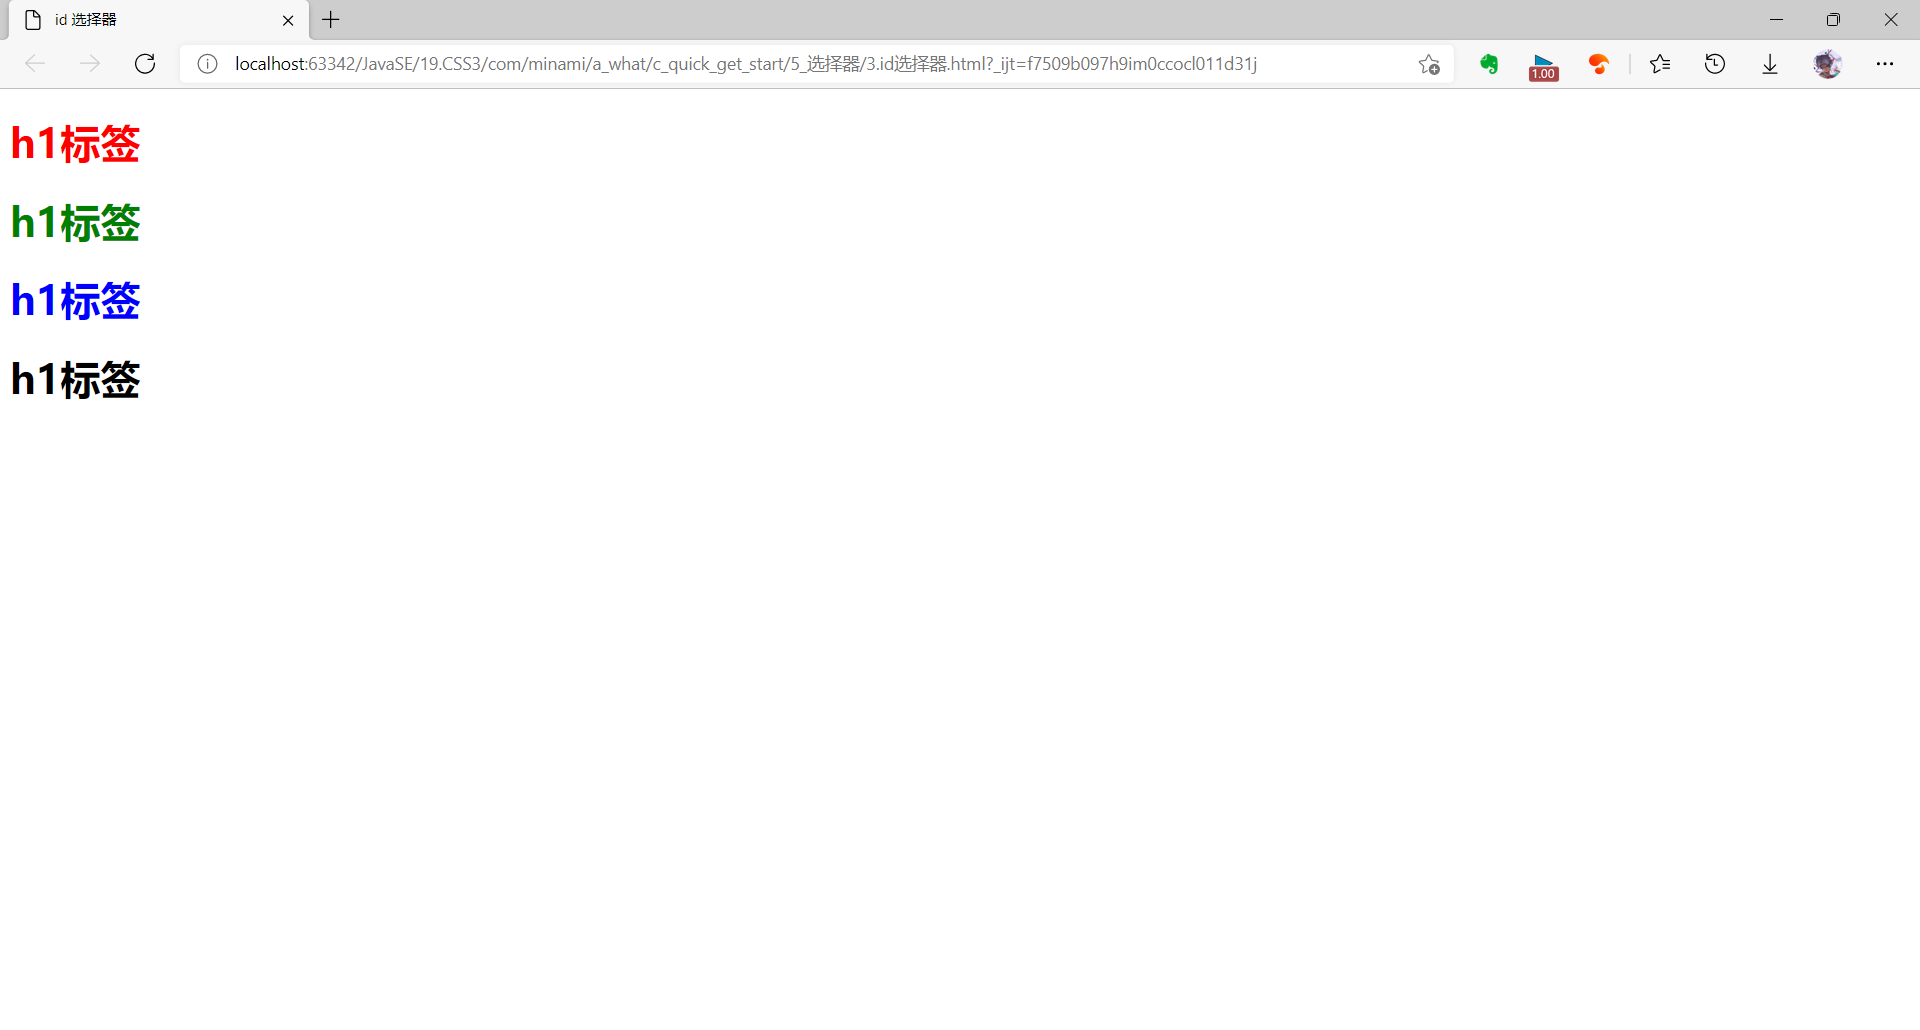 id 选择器
localhost:63342/JavaSE/19.CSS3/com/minami/a_what/c_quick_get_start/5_选择器/3.id选择器.html?_ijt=f7509b097h9im0ccocl011d31j
1.00
h1标签
h1标签
h1标签
h1标签